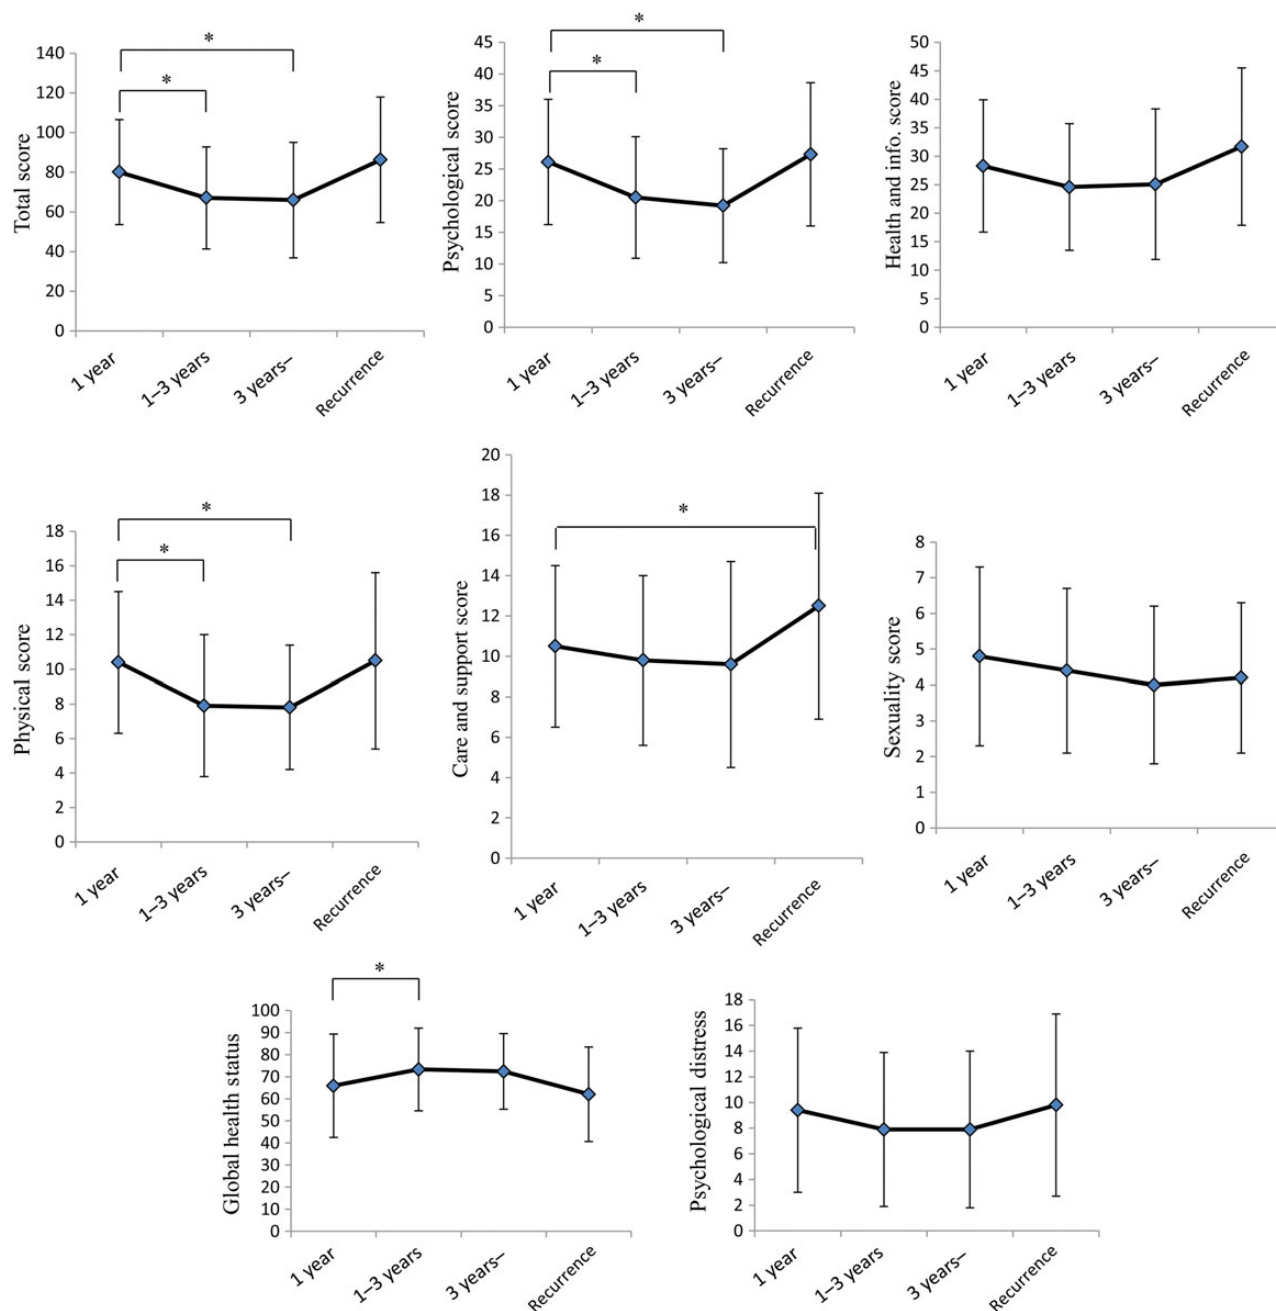 *
*
Total score
140
120
100
80
60
40
20
0
1 year
1–3 years
3 years–
Recurrence
*
*
Psychological score
45
40
35
30
25
20
15
10
5
0
1 year
1–3 years
3 years–
Recurrence
Health and info. score
50
45
40
35
30
25
20
15
10
5
0
1 year
1–3 years
3 years–
Recurrence
*
*
Physical score
18
16
14
12
10
8
6
4
2
0
1 year
1–3 years
3 years–
Recurrence
*
Care and support score
20
18
16
14
12
10
8
6
4
2
0
1 year
1–3 years
3 years–
Recurrence
Sexuality score
8
7
6
5
4
3
2
1
0
1 year
1–3 years
3 years–
Recurrence
*
Global health status
100
90
80
70
60
50
40
30
20
10
0
1 year
1–3 years
3 years–
Recurrence
Psychological distress
18
16
14
12
10
8
6
4
2
0
1 year
1–3 years
3 years–
Recurrence